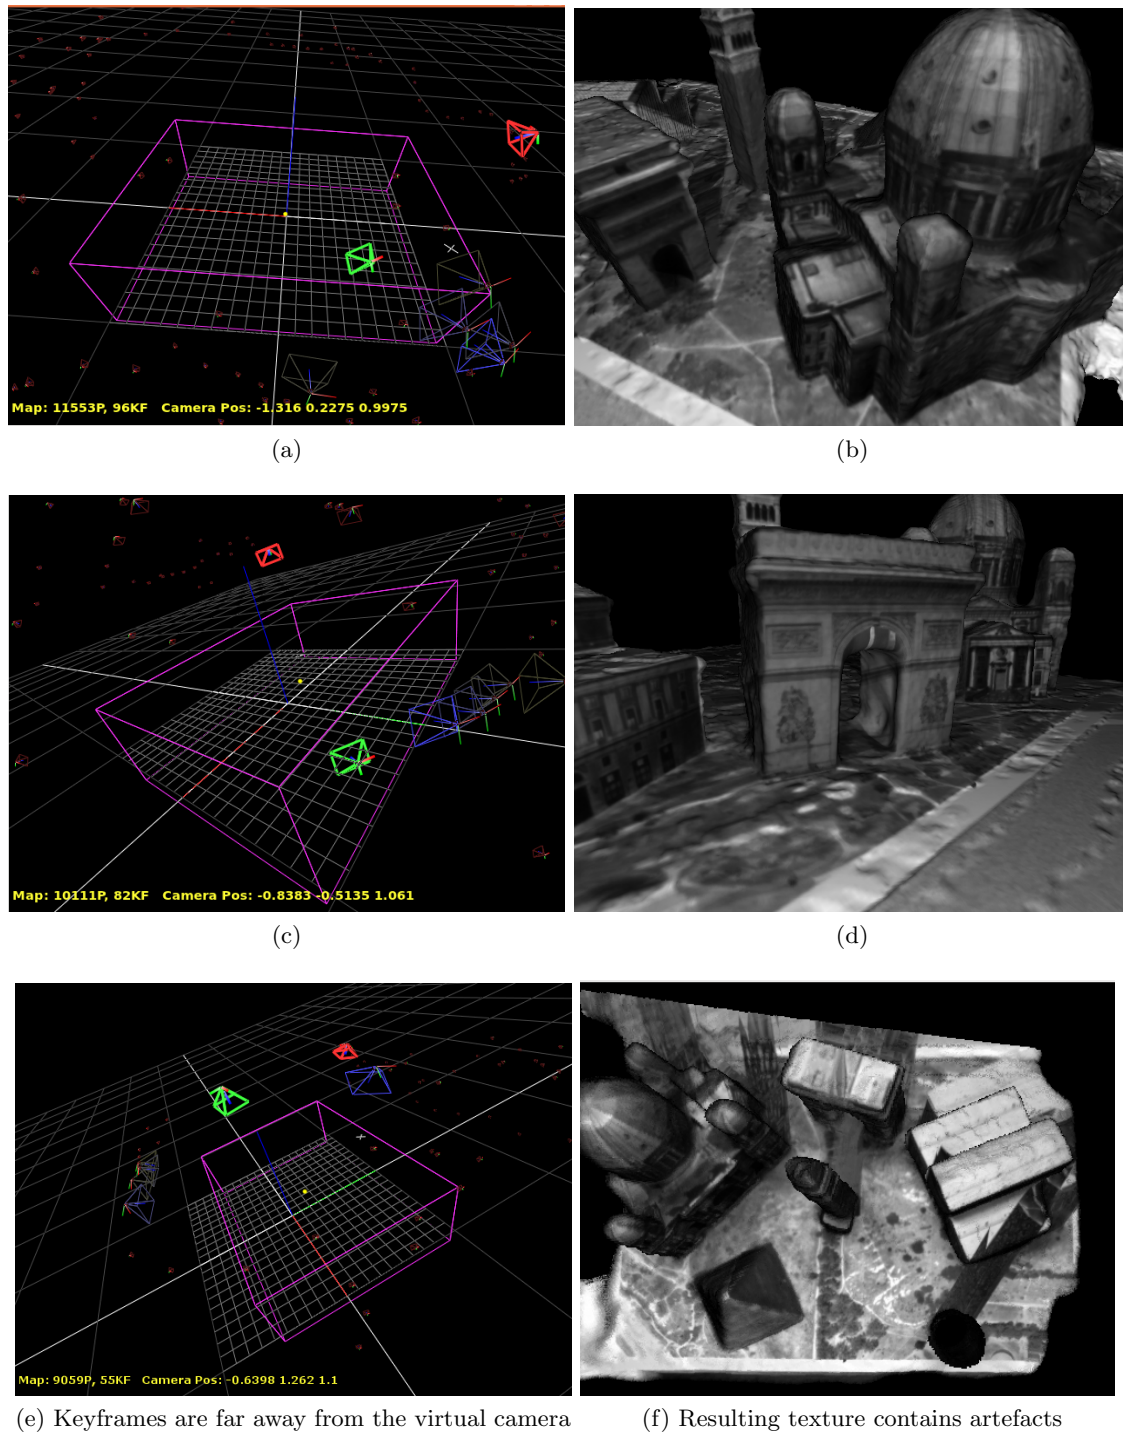 Map: 11553P, 96KF Camera Pos: -1.316 0.2275 0.9975
(a)
(b)
Map: 10111P, 82KF Camera Pos: -0.8383 -0.5135 1.061
(c)
(d)
Map: 9059P, 55KF Camera Pos: -0.6398 1.262 1.1
(e) Keyframes are far away from the virtual camera
(f) Resulting texture contains artefacts